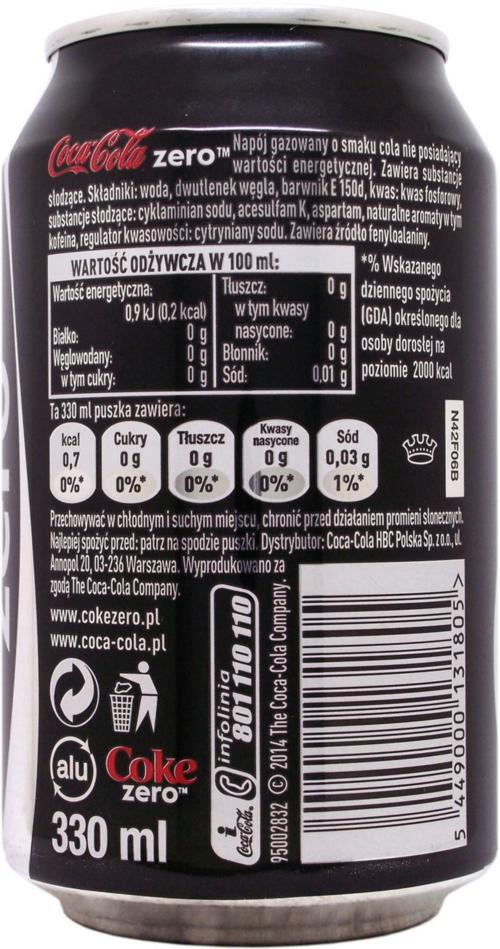 Coca-Cola zero™ Napój gazowany o smaku cola nie posiadający
wartości energetycznej. Zawiera substancje
słodzące. Składniki: woda, dwutlenek węgla, barwnik E 150d, kwas: kwas fosforowy,
substancje słodzące: cyklaminian sodu, acesulfam K, aspartam, naturalne aromaty w tym
kofeina, regulator kwasowości: cytryniany sodu. Zawiera źródło fenyloalaniny.
WARTOŚĆ ODŻYWCZA W 100 ml:
Wartość energetyczna:
0,9 kJ (0,2 kcal)
Białko: 0 g
Węglowodany: 0 g
w tym cukry: 0 g
Tłuszcz: 0 g
w tym kwasy
nasycone: 0 g
Błonnik: 0 g
Sód: 0,01 g
*% Wskazanego
dziennego spożycia
(GDA) określonego dla
osoby dorosłej na
poziomie 2000 kcal
Ta 330 ml puszka zawiera:
kcal
0,7
0%*
Cukry
0 g
0%*
Tłuszcz
0 g
0%*
Kwasy
nasycone
0 g
0%*
Sód
0,03 g
1%*
N42F06B
Przechowywać w chłodnym i suchym miejscu, chronić przed działaniem promieni słonecznych.
Najlepiej spożyć przed: patrz na spodzie puszki. Dystrybutor: Coca-Cola HBC Polska Sp. z o.o., ul.
Annopol 20, 03-236 Warszawa. Wyprodukowano za
zgodą The Coca-Cola Company.
www.cokezero.pl
www.coca-cola.pl
alu
Coke
zero™
330 ml
i
Coca-Cola
infolinia
801 110 110
95002832 © 2014 The Coca-Cola Company.
5 449000 131805 >
zero